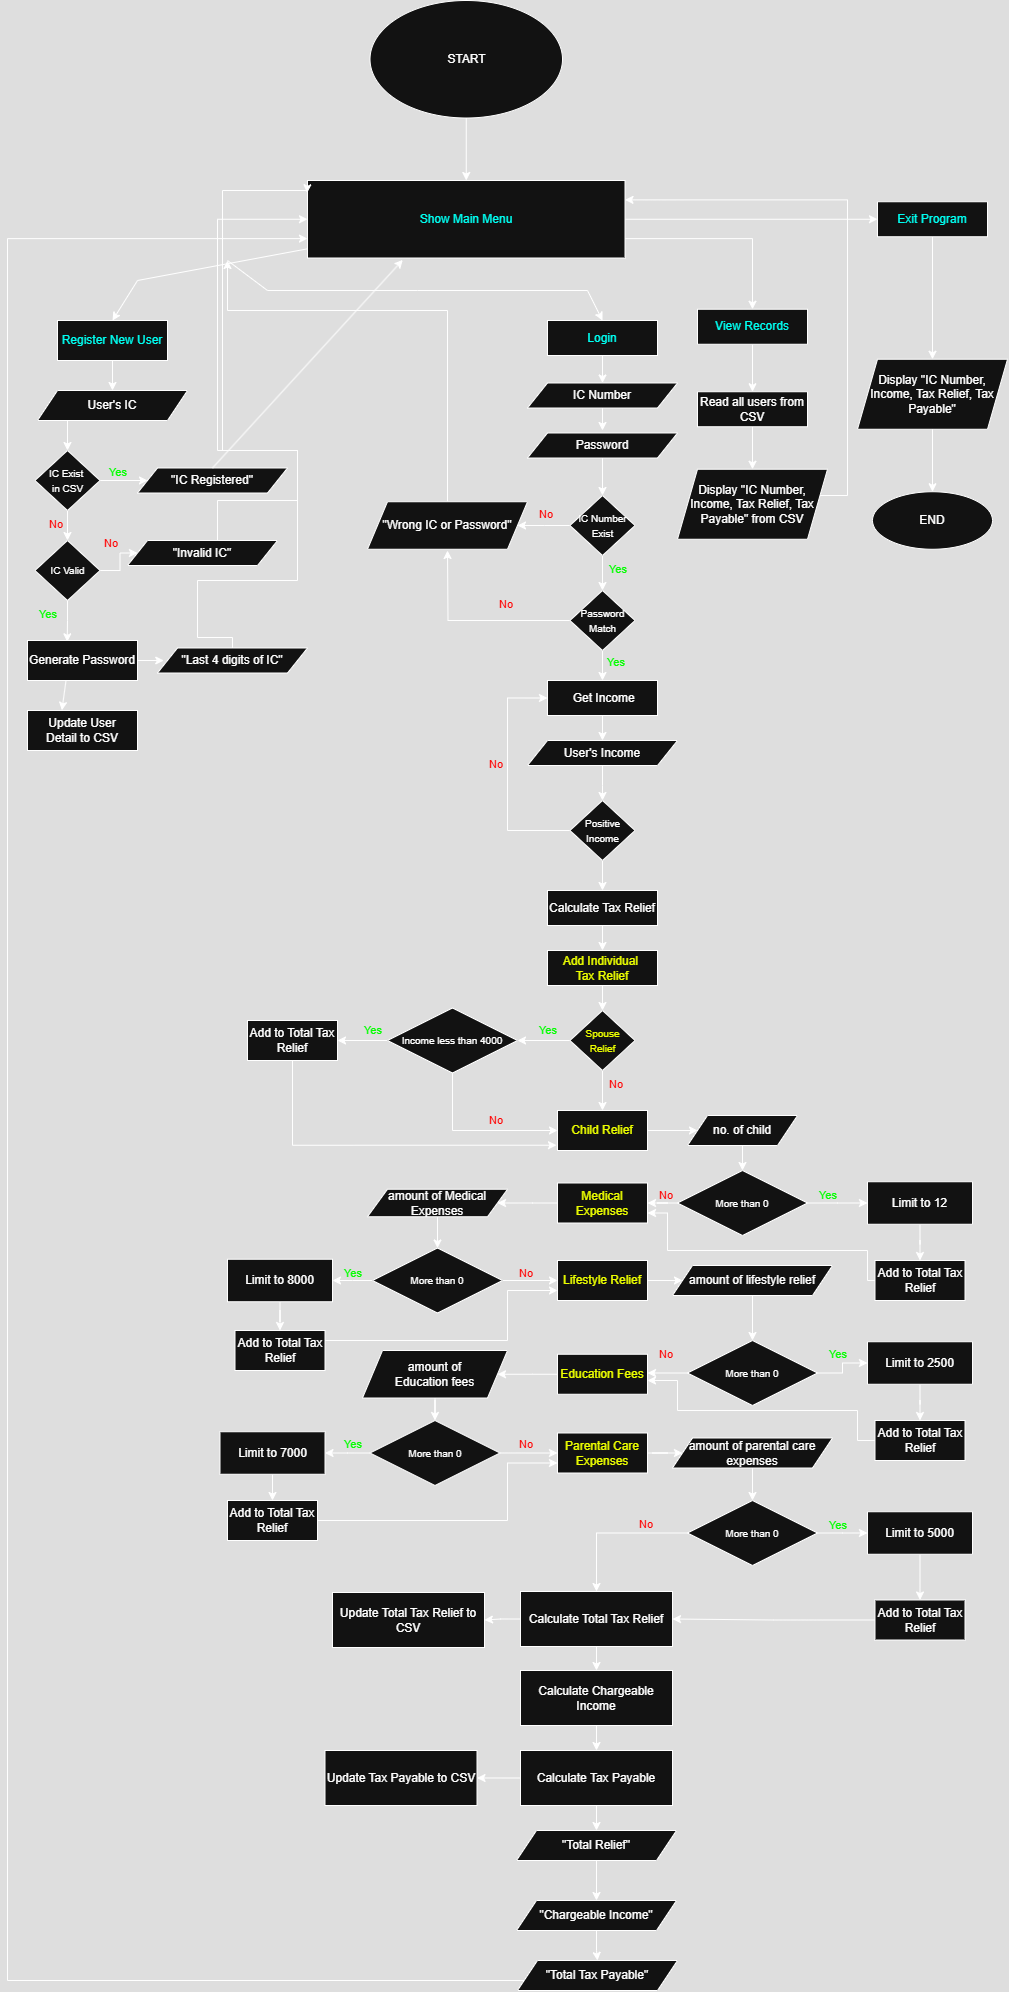 START
Show Main Menu
Exit Program
Register New User
Login
View Records
User's IC
IC Number
Read all users from
CSV
Display "IC Number,
Income, Tax Relief, Tax
Payable"
Password
IC Exist
in CSV
Yes
"IC Registered"
Display "IC Number,
Income, Tax Relief, Tax
Payable" from CSV
END
No
"Wrong IC or Password"
No
IC Number
Exist
No
"Invalid IC"
IC Valid
Yes
Yes
No
Password
Match
Generate Password
"Last 4 digits of IC"
Yes
Update User
Detail to CSV
Get Income
User's Income
No
Positive
Income
Calculate Tax Relief
Add Individual
Tax Relief
Add to Total Tax
Relief
Yes
Income less than 4000
Yes
Spouse
Relief
No
No
Child Relief
no. of child
amount of Medical
Expenses
Medical
Expenses
No
More than 0
Yes
Limit to 12
Limit to 8000
Yes
More than 0
No
Lifestyle Relief
amount of lifestyle relief
Add to Total Tax
Relief
Add to Total Tax
Relief
amount of
Education fees
Education Fees
No
More than 0
Yes
Limit to 2500
Limit to 7000
Yes
More than 0
No
Parental Care
Expenses
amount of parental care
expenses
Add to Total Tax
Relief
Add to Total Tax
Relief
No
More than 0
Yes
Limit to 5000
Update Total Tax Relief to
CSV
Calculate Total Tax Relief
Add to Total Tax
Relief
Calculate Chargeable
Income
Update Tax Payable to CSV
Calculate Tax Payable
"Total Relief"
"Chargeable Income"
"Total Tax Payable"